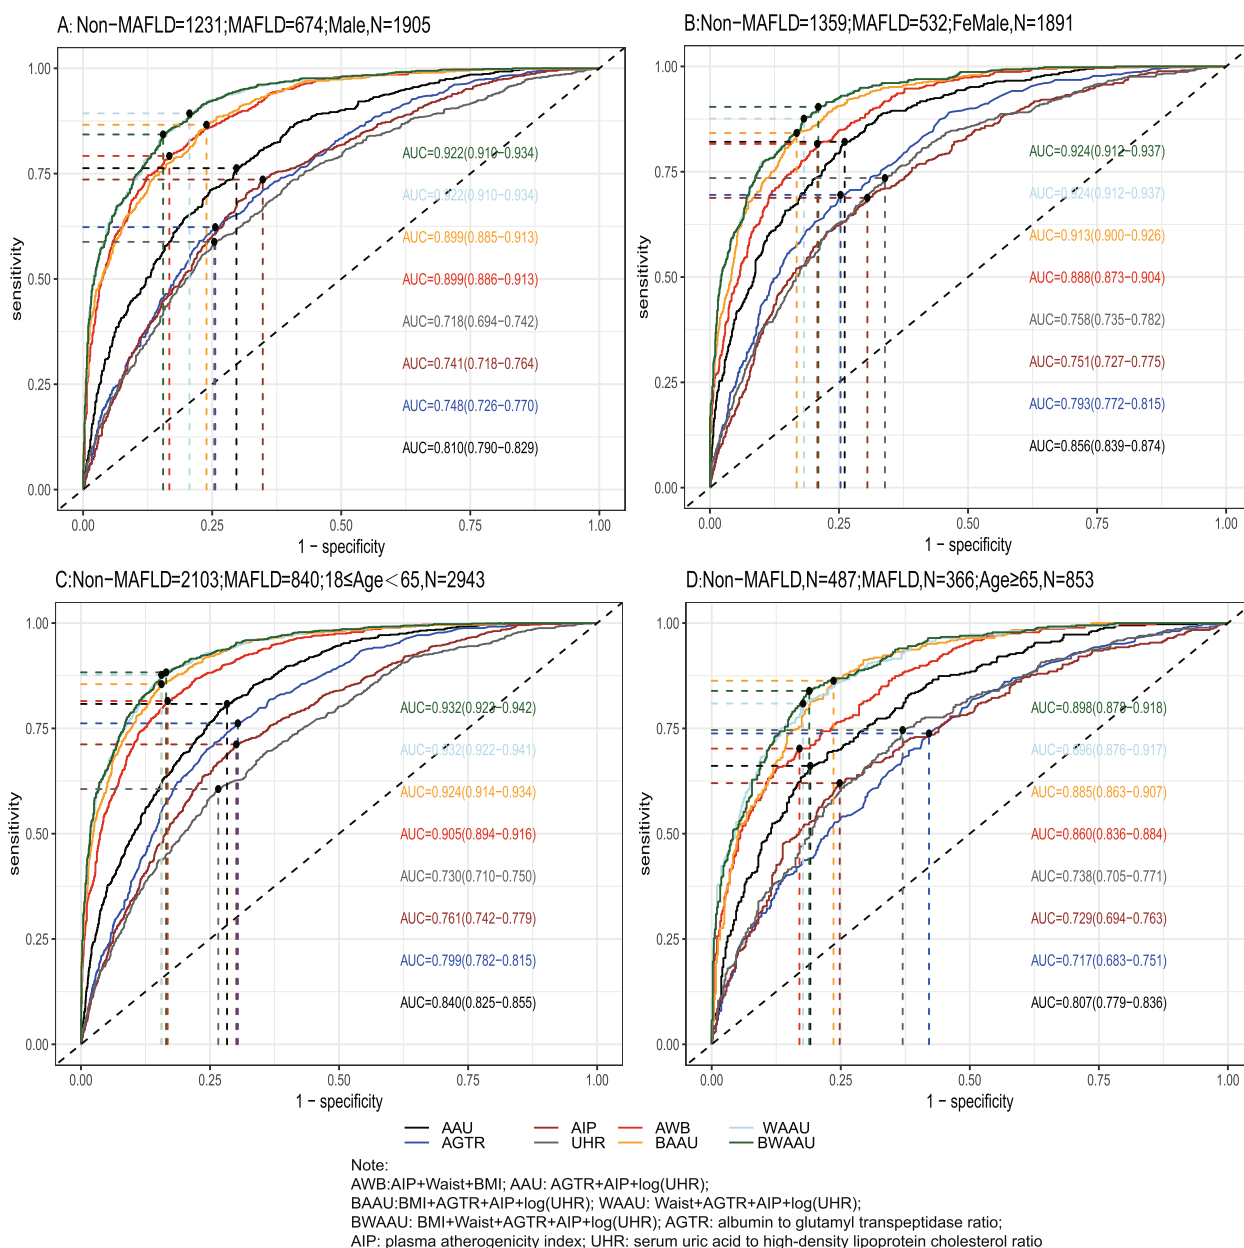 A: Non−MAFLD=1231;MAFLD=674;Male,N=1905
1.00
0.75
0.50
0.25
0.00
sensitivity
AUC=0.922(0.910−0.934)
AUC=0.922(0.910−0.934)
AUC=0.899(0.885−0.913)
AUC=0.899(0.886−0.913)
AUC=0.718(0.694−0.742)
AUC=0.741(0.718−0.764)
AUC=0.748(0.726−0.770)
AUC=0.810(0.790−0.829)
0.00 0.25 0.50 0.75 1.00
1 − specificity
B:Non−MAFLD=1359;MAFLD=532;FeMale,N=1891
1.00
0.75
0.50
0.25
0.00
sensitivity
AUC=0.924(0.912−0.937)
AUC=0.924(0.912−0.937)
AUC=0.913(0.900−0.926)
AUC=0.888(0.873−0.904)
AUC=0.758(0.735−0.782)
AUC=0.751(0.727−0.775)
AUC=0.793(0.772−0.815)
AUC=0.856(0.839−0.874)
0.00 0.25 0.50 0.75 1.00
1 − specificity
C:Non−MAFLD=2103;MAFLD=840;18≤Age＜65,N=2943
1.00
0.75
0.50
0.25
0.00
sensitivity
AUC=0.932(0.922−0.942)
AUC=0.932(0.922−0.941)
AUC=0.924(0.914−0.934)
AUC=0.905(0.894−0.916)
AUC=0.730(0.710−0.750)
AUC=0.761(0.742−0.779)
AUC=0.799(0.782−0.815)
AUC=0.840(0.825−0.855)
0.00 0.25 0.50 0.75 1.00
1 − specificity
D:Non−MAFLD,N=487;MAFLD,N=366;Age≥65,N=853
1.00
0.75
0.50
0.25
0.00
sensitivity
AUC=0.898(0.879−0.918)
AUC=0.896(0.876−0.917)
AUC=0.885(0.863−0.907)
AUC=0.860(0.836−0.884)
AUC=0.738(0.705−0.771)
AUC=0.729(0.694−0.763)
AUC=0.717(0.683−0.751)
AUC=0.807(0.779−0.836)
0.00 0.25 0.50 0.75 1.00
1 − specificity
AAU AIP AWB WAAU
AGTR UHR BAAU BWAAU
Note:
AWB:AIP+Waist+BMI; AAU: AGTR+AIP+log(UHR);
BAAU:BMI+AGTR+AIP+log(UHR); WAAU: Waist+AGTR+AIP+log(UHR);
BWAAU: BMI+Waist+AGTR+AIP+log(UHR); AGTR: albumin to glutamyl transpeptidase ratio;
AIP: plasma atherogenicity index; UHR: serum uric acid to high-density lipoprotein cholesterol ratio